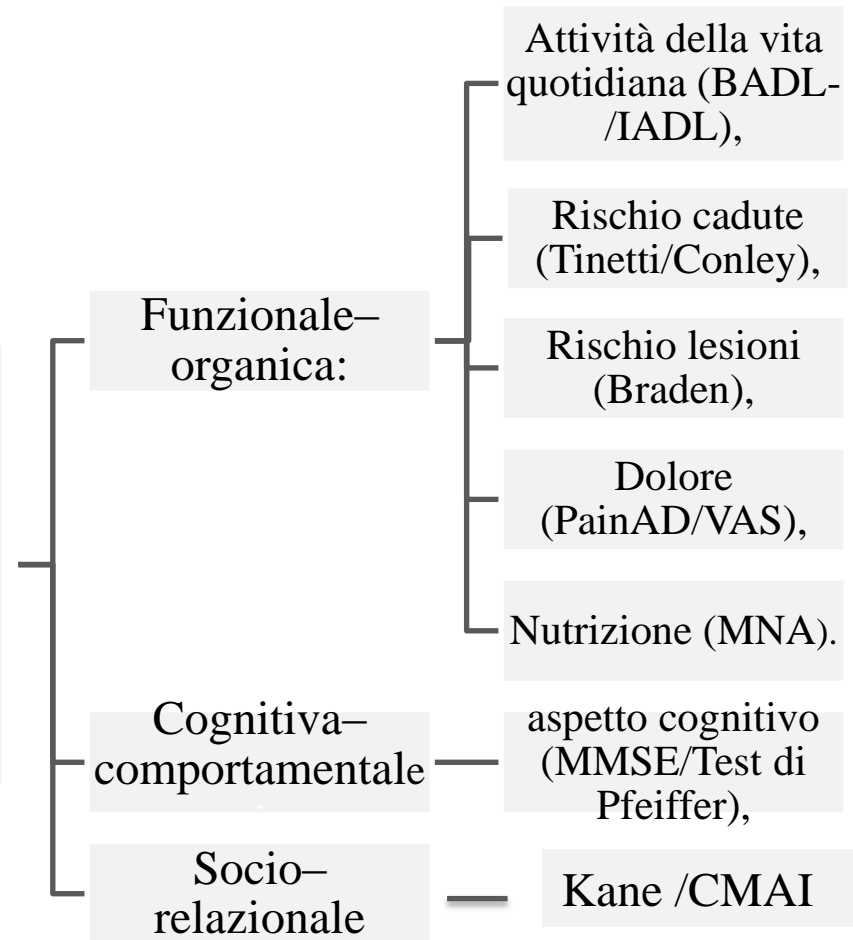 Attività della vita
quotidiana (BADL-
/IADL),
Rischio cadute
(Tinetti/Conley),
Funzionale–
organica:
Rischio lesioni
(Braden),
Dolore
(PainAD/VAS),
Nutrizione (MNA).
Cognitiva–
comportamentale
.
aspetto cognitivo
(MMSE/Test di
Pfeiffer),
Socio–
relazionale
Kane /CMAI